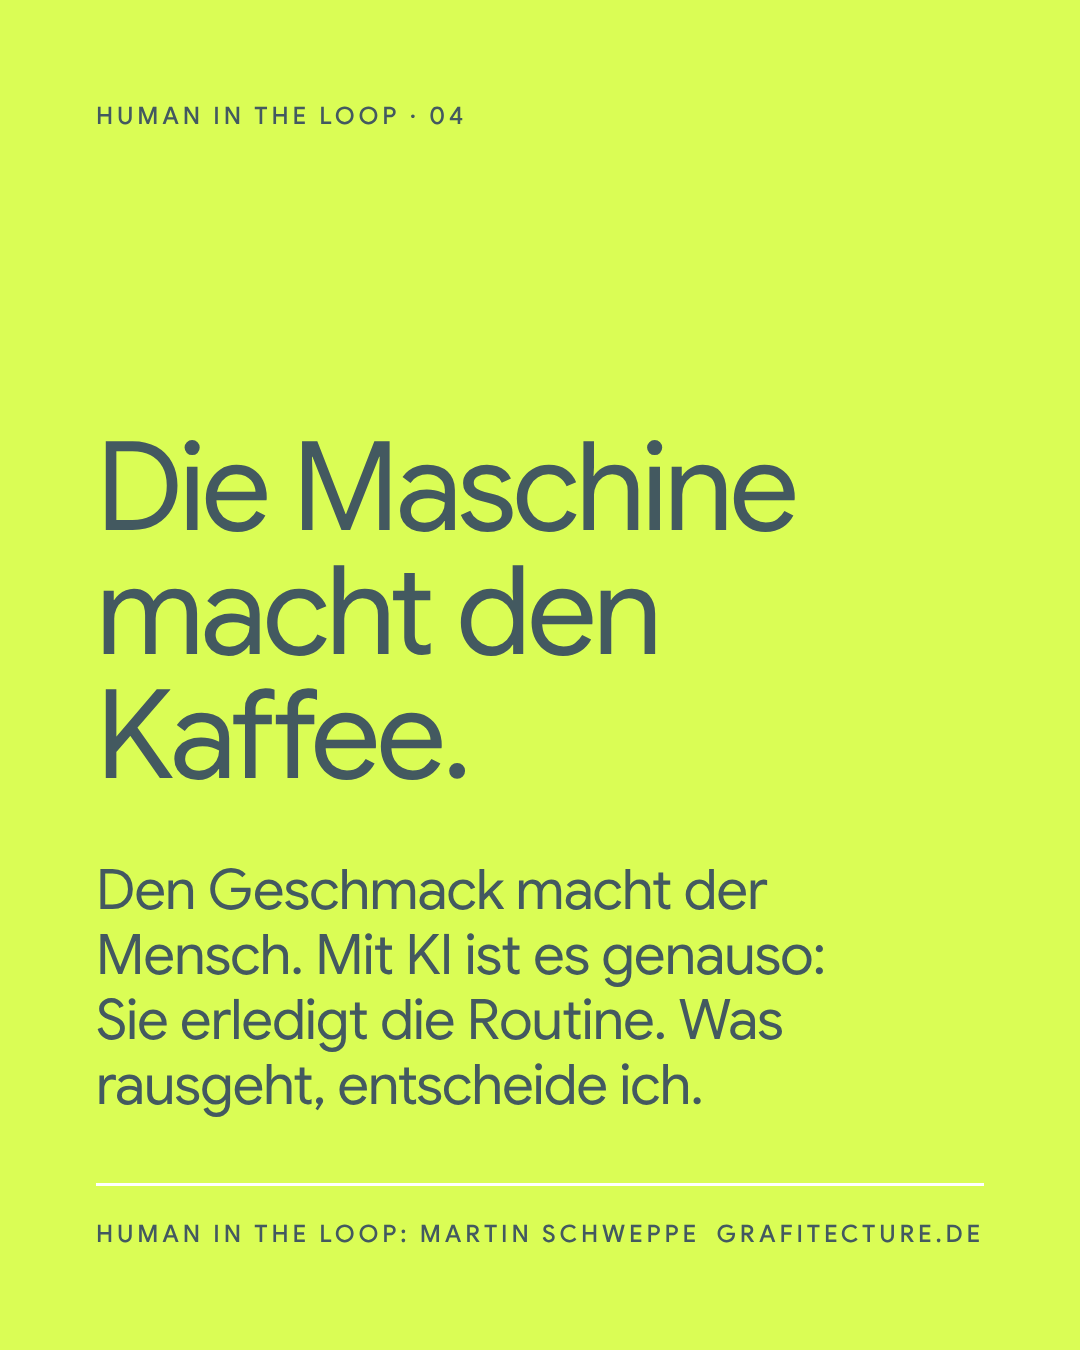 HUMAN IN THE LOOP · 04
Die Maschine
macht den
Kaffee.
Den Geschmack macht der
Mensch. Mit KI ist es genauso:
Sie erledigt die Routine. Was
rausgeht, entscheide ich.
HUMAN IN THE LOOP: MARTIN SCHWEPPE GRAFITECTURE.DE